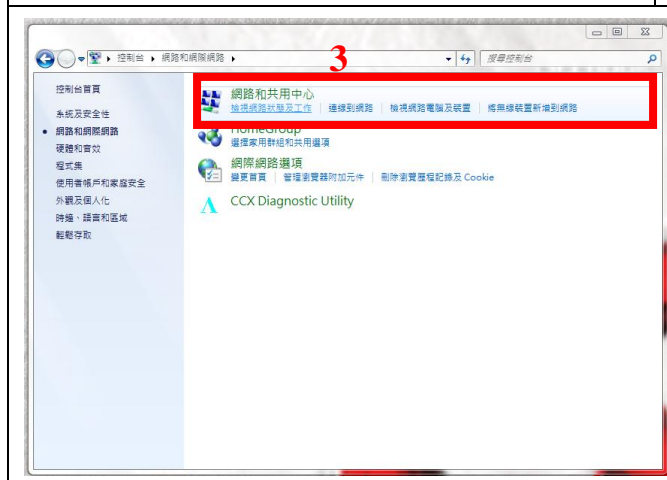 控制台 ▸ 網路和網際網路 ▸
搜尋控制台
3
控制台首頁
系統及安全性
網路和網際網路
硬體和音效
程式集
使用者帳戶和家庭安全
外觀及個人化
時鐘、語言和區域
輕鬆存取
網路和共用中心
檢視網路狀態及工作 | 連線到網路 | 檢視網路電腦及裝置 | 將無線裝置新增到網路
HomeGroup
選擇家用群組和共用選項
網際網路選項
變更首頁 | 管理瀏覽器附加元件 | 刪除瀏覽歷程記錄及 Cookie
CCX Diagnostic Utility